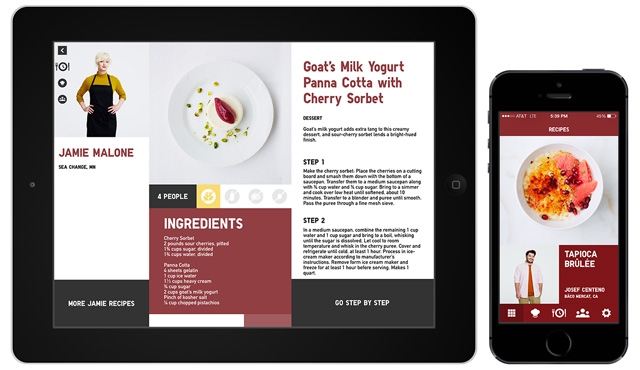 JAMIE MALONE
SEA CHANGE, MN
MORE JAMIE RECIPES
4 PEOPLE
INGREDIENTS
Cherry Sorbet
2 pounds sour cherries, pitted
1¼ cups sugar, divided
1¾ cups water, divided
Panna Cotta
4 sheets gelatin
1 cup ice water
1½ cups heavy cream
¾ cup sugar
2 cups goat's milk yogurt
Pinch of kosher salt
¼ cup chopped pistachios
Goat's Milk Yogurt
Panna Cotta with
Cherry Sorbet
DESSERT
Goat's milk yogurt adds extra tang to this creamy
dessert, and sour-cherry sorbet lends a bright-hued
finish.
STEP 1
Make the cherry sorbet. Place the cherries on a cutting
board and smash them down with the bottom of a
saucepan. Transfer them to a medium saucepan along
with ¾ cup water and ¾ cup sugar. Bring to a simmer
and cook over low heat until softened, about 10
minutes. Transfer to a blender and puree until smooth.
Pass the puree through a fine mesh sieve.
STEP 2
In a medium saucepan, combine the remaining 1 cup
water and 1 cup sugar and bring to a boil, whisking
until the sugar is dissolved. Let cool to room
temperature and whisk in the cherry puree. Cover and
refrigerate until cold, at least 1 hour. Process in ice-
cream maker according to manufacturer's
instructions. Remove form ice cream maker and
freeze for at least 1 hour before serving. Makes 1
quart.
GO STEP BY STEP
AT&T LTE
5:39 PM
45%
RECIPES
TAPIOCA
BRÛLÉE
JOSEF CENTENO
BÄCO MERCAT, CA